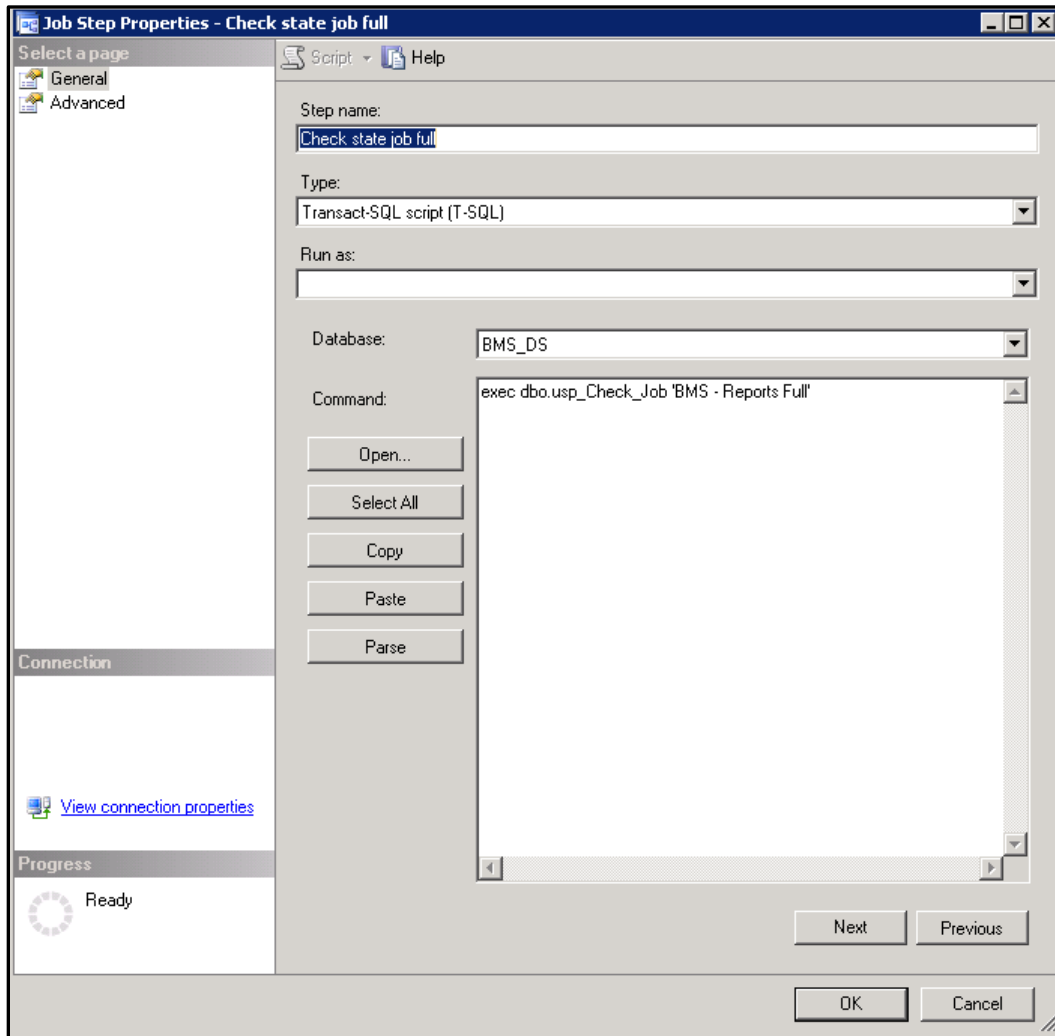 Job Step Properties - Check state job full
Select a page
General
Advanced
Script
Help
Step name:
Check state job full
Type:
Transact-SQL script (T-SQL)
Run as:
Database:
BMS_DS
Command:
exec dbo.usp_Check_Job 'BMS - Reports Full'
Open...
Select All
Copy
Paste
Parse
Connection
View connection properties
Progress
Ready
Next
Previous
OK
Cancel